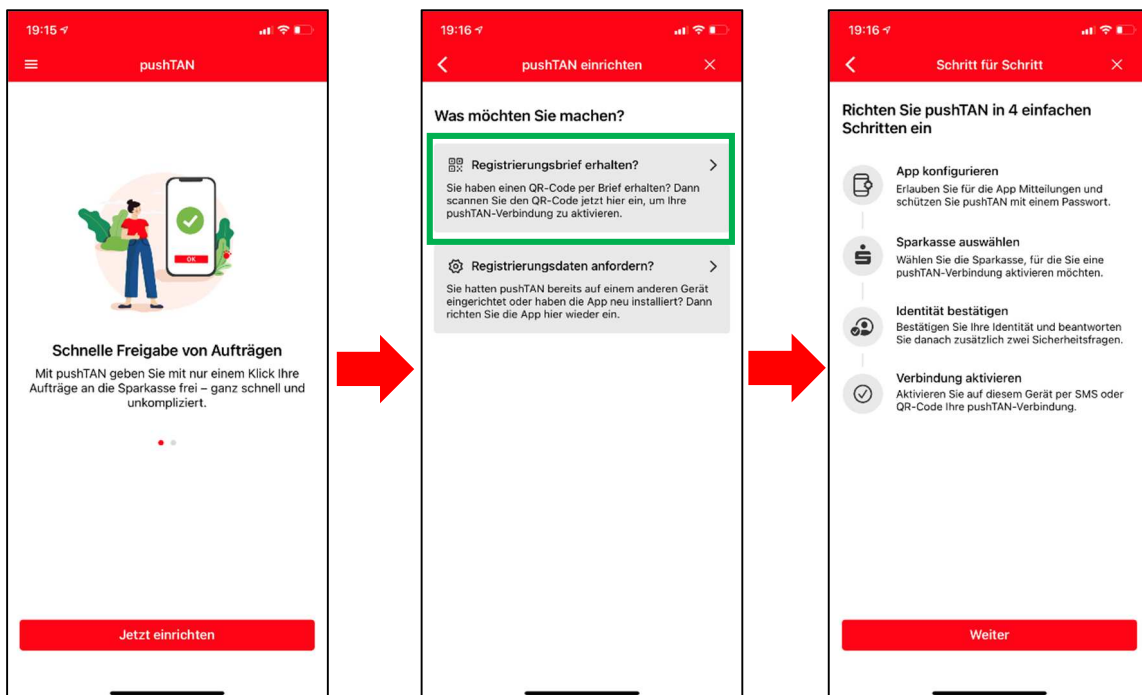 19:15
pushTAN
OK
Schnelle Freigabe von Aufträgen
Mit pushTAN geben Sie mit nur einem Klick Ihre
Aufträge an die Sparkasse frei – ganz schnell und
unkompliziert.
Jetzt einrichten
19:16
pushTAN einrichten
Was möchten Sie machen?
Registrierungsbrief erhalten?
Sie haben einen QR-Code per Brief erhalten? Dann
scannen Sie den QR-Code jetzt hier ein, um Ihre
pushTAN-Verbindung zu aktivieren.
Registrierungsdaten anfordern?
Sie hatten pushTAN bereits auf einem anderen Gerät
eingerichtet oder haben die App neu installiert? Dann
richten Sie die App hier wieder ein.
19:16
Schritt für Schritt
Richten Sie pushTAN in 4 einfachen
Schritten ein
App konfigurieren
Erlauben Sie für die App Mitteilungen und
schützen Sie pushTAN mit einem Passwort.
Sparkasse auswählen
Wählen Sie die Sparkasse, für die Sie eine
pushTAN-Verbindung aktivieren möchten.
Identität bestätigen
Bestätigen Sie Ihre Identität und beantworten
Sie danach zusätzlich zwei Sicherheitsfragen.
Verbindung aktivieren
Aktivieren Sie auf diesem Gerät per SMS oder
QR-Code Ihre pushTAN-Verbindung.
Weiter